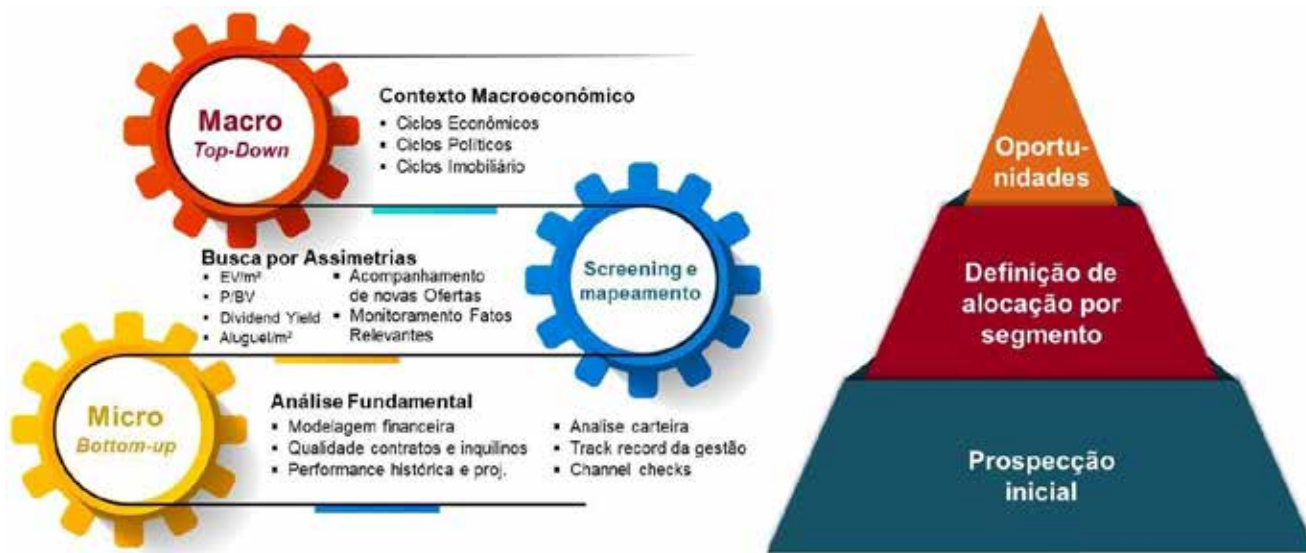 Macro
Top-Down
Contexto Macroeconômico
▪ Ciclos Econômicos
▪ Ciclos Políticos
▪ Ciclos Imobiliário
Busca por Assimetrias
▪ EV/m²
▪ P/BV
▪ Dividend Yield
▪ Aluguel/m²
▪ Acompanhamento
de novas Ofertas
▪ Monitoramento Fatos
Relevantes
Screening e
mapeamento
Micro
Bottom-up
Análise Fundamental
▪ Modelagem financeira
▪ Qualidade contratos e inquilinos
▪ Performance histórica e proj.
▪ Analise carteira
▪ Track record da gestão
▪ Channel checks
Oportu-
nidades
Definição de
alocação por
segmento
Prospecção
inicial